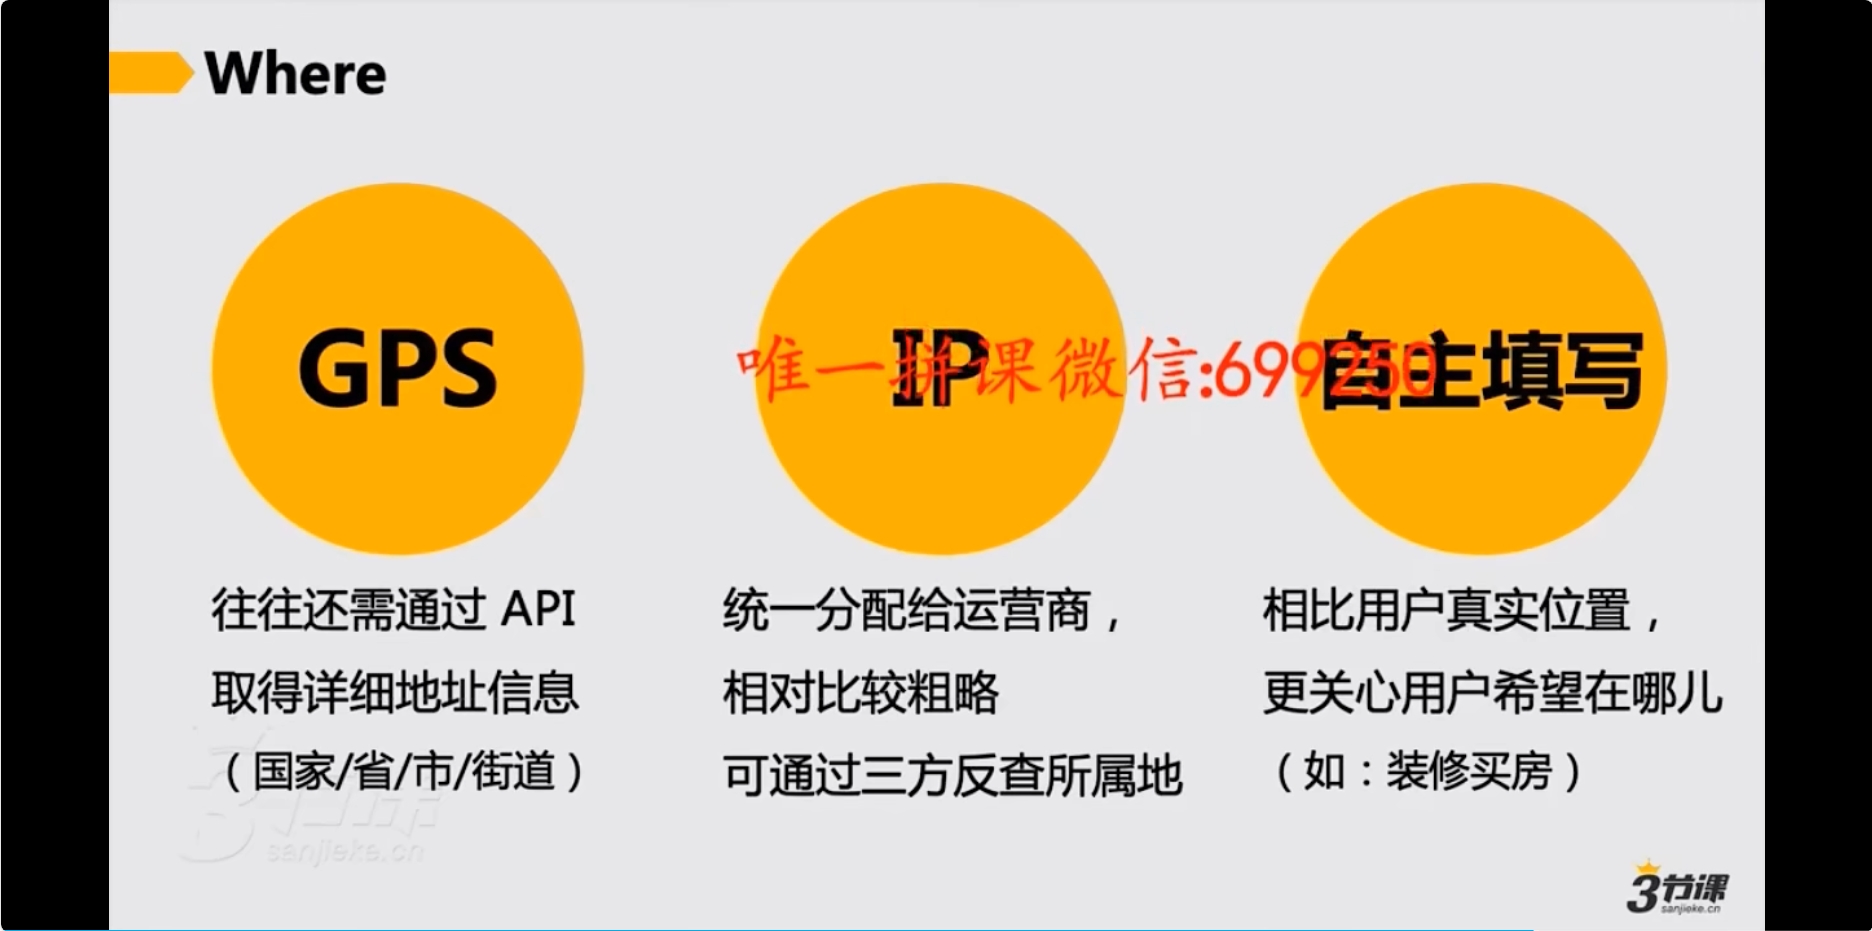 Where
GPS
IP
自主填写
唯一拼课微信:699250
往往还需通过 API
取得详细地址信息
（国家/省/市/街道）
统一分配给运营商，
相对比较粗略
可通过三方反查所属地
相比用户真实位置，
更关心用户希望在哪儿
（如：装修买房）
3节课
sanjieke.cn
3节课
sanjieke.cn